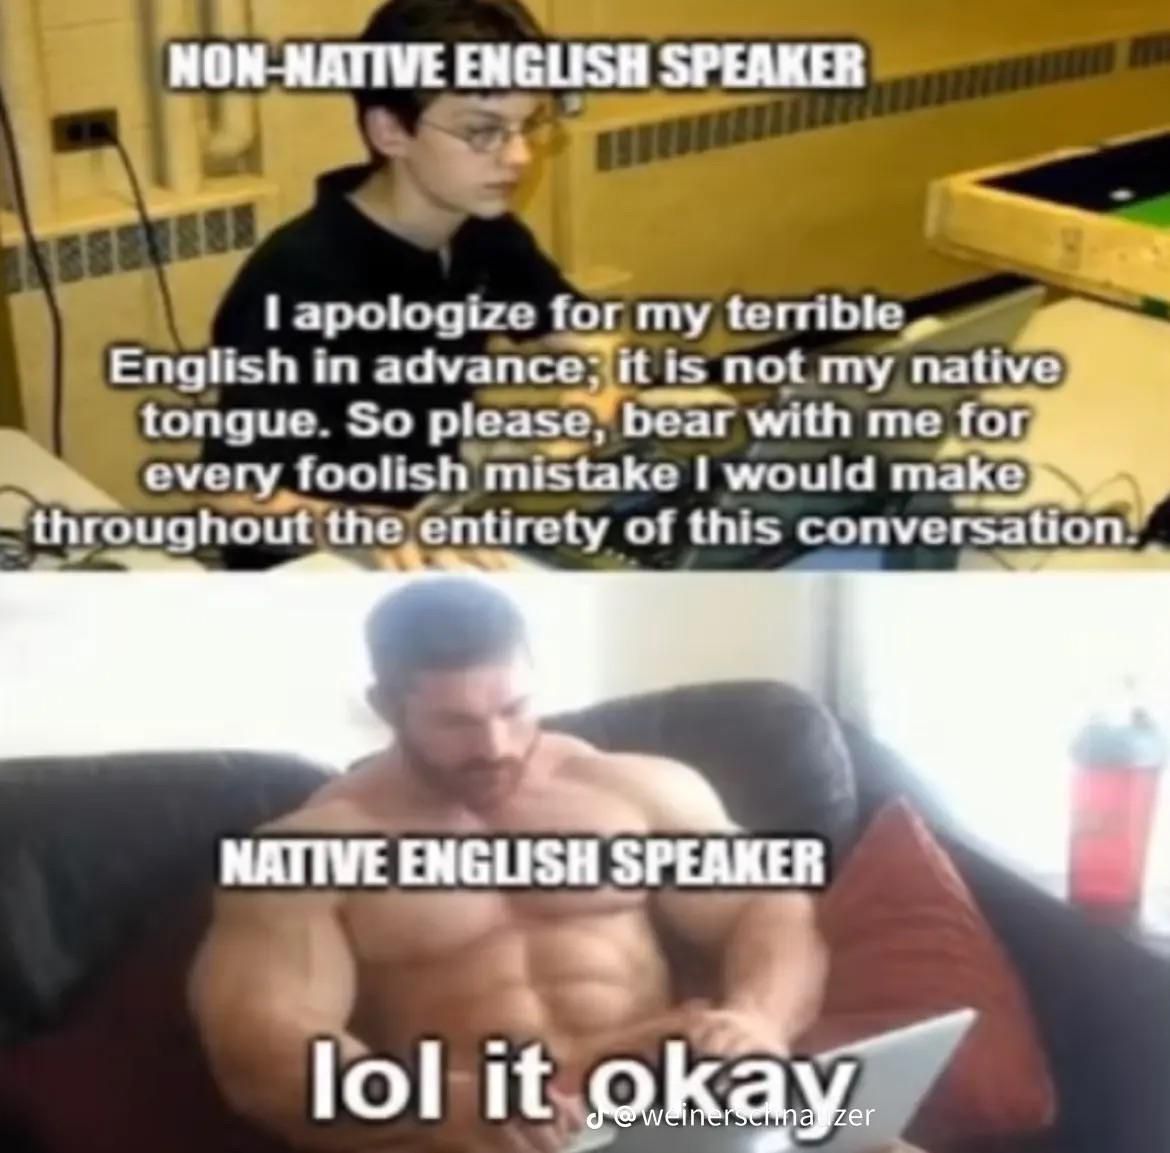 NON-NATIVE ENGLISH SPEAKER
I apologize for my terrible
English in advance; it is not my native
tongue. So please, bear with me for
every foolish mistake I would make
throughout the entirety of this conversation.
NATIVE ENGLISH SPEAKER
lol it okay
@weinerschnauzer